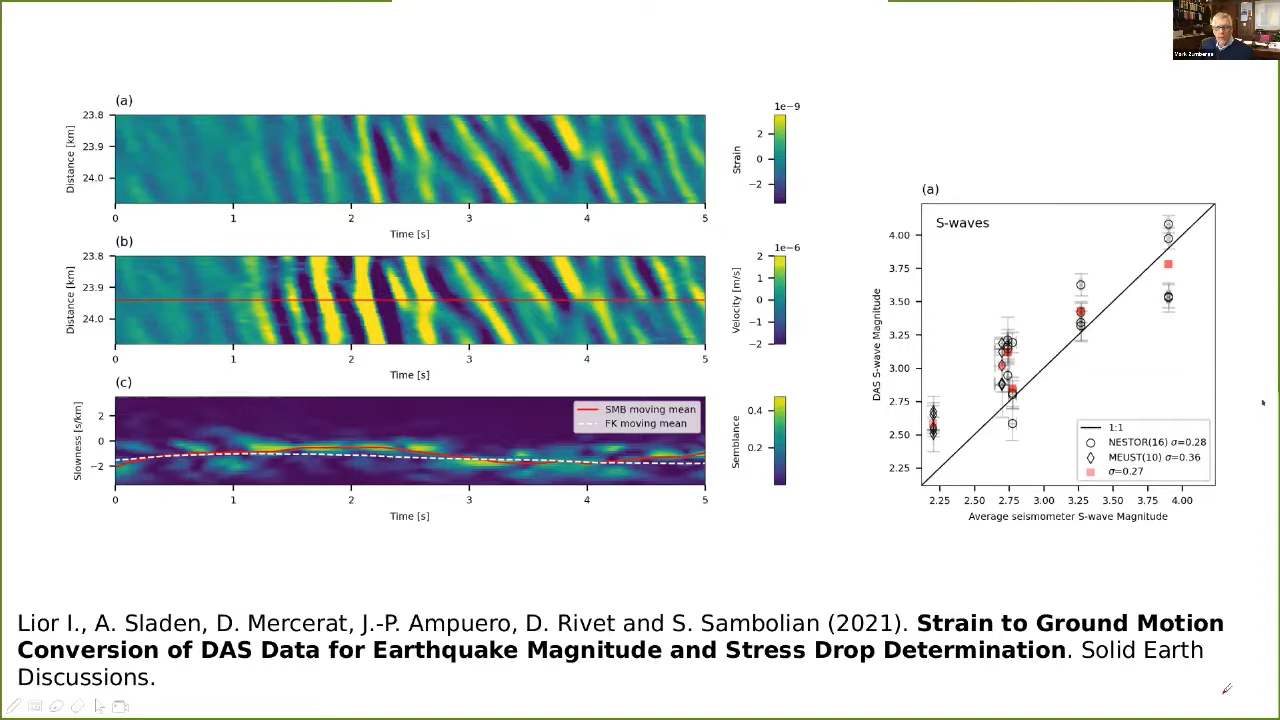 Mark Zumberge
(a)
1e−9
23.8
23.9
24.0
Distance [km]
0 1 2 3 4 5
Time [s]
2
0
−2
Strain
(b)
1e−6
23.8
23.9
24.0
Distance [km]
0 1 2 3 4 5
Time [s]
2
1
0
−1
−2
Velocity [m/s]
(c)
2
0
−2
Slowness [s/km]
SMB moving mean
FK moving mean
0 1 2 3 4 5
Time [s]
0.4
0.2
Semblance
(a)
S-waves
4.00
3.75
3.50
3.25
3.00
2.75
2.50
2.25
DAS S-wave Magnitude
1:1
NESTOR(16) σ=0.28
MEUST(10) σ=0.36
σ=0.27
2.25 2.50 2.75 3.00 3.25 3.50 3.75 4.00
Average seismometer S-wave Magnitude
Lior I., A. Sladen, D. Mercerat, J.-P. Ampuero, D. Rivet and S. Sambolian (2021). Strain to Ground Motion
Conversion of DAS Data for Earthquake Magnitude and Stress Drop Determination. Solid Earth
Discussions.